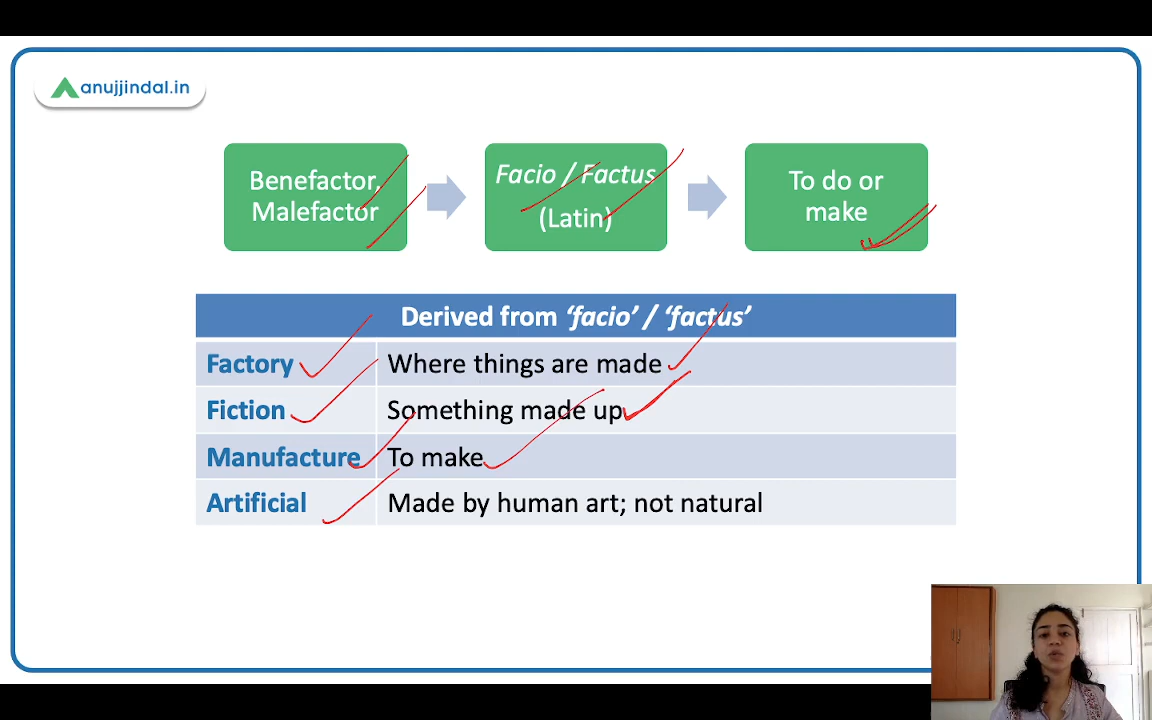 anujjindal.in
Benefactor,
Malefactor
Facio / Factus
(Latin)
To do or
make
Derived from ‘facio’ / ‘factus’
Factory Where things are made
Fiction Something made up
Manufacture To make
Artificial Made by human art; not natural